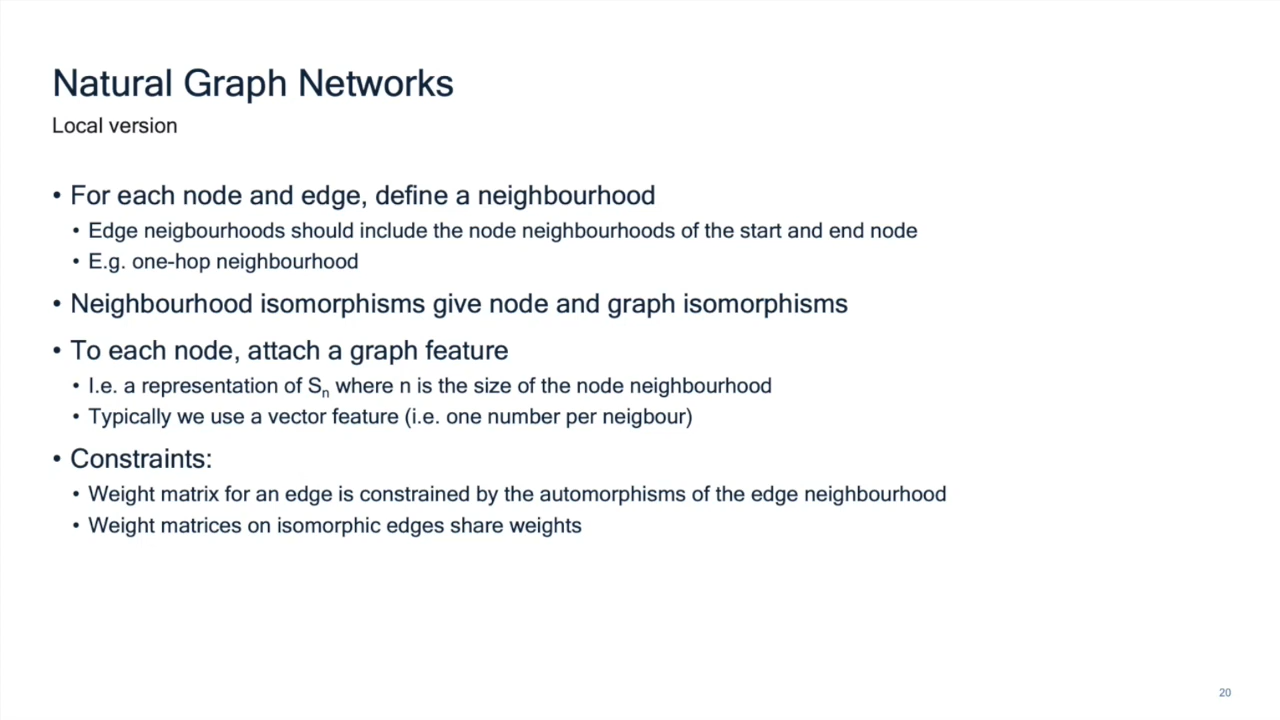 Natural Graph Networks
Local version
• For each node and edge, define a neighbourhood
• Edge neigbourhoods should include the node neighbourhoods of the start and end node
• E.g. one-hop neighbourhood
• Neighbourhood isomorphisms give node and graph isomorphisms
• To each node, attach a graph feature
• I.e. a representation of Sn where n is the size of the node neighbourhood
• Typically we use a vector feature (i.e. one number per neigbour)
• Constraints:
• Weight matrix for an edge is constrained by the automorphisms of the edge neighbourhood
• Weight matrices on isomorphic edges share weights
20